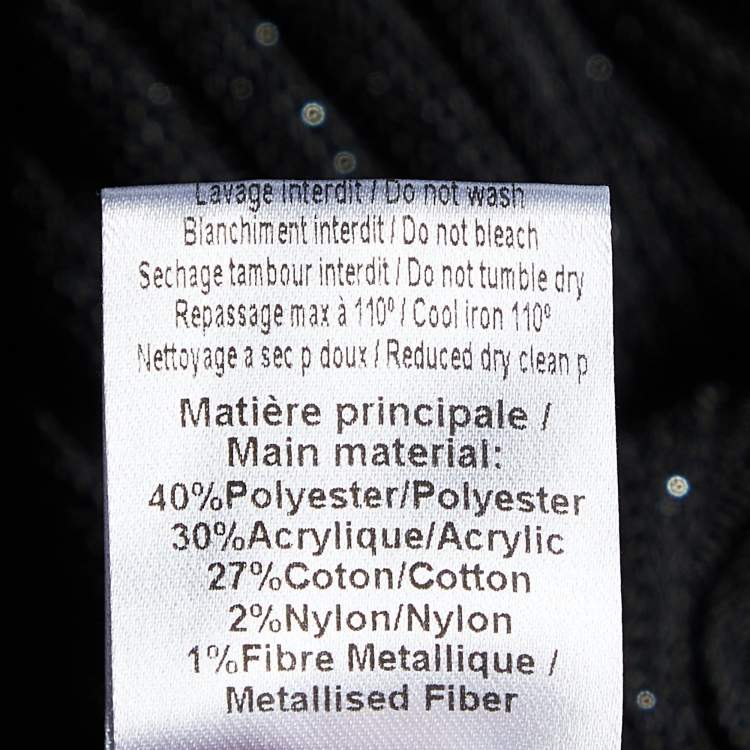 Lavage Interdit / Do not wash
Blanchiment interdit / Do not bleach
Sechage tambour interdit / Do not tumble dry
Repassage max à 110º / Cool iron 110º
Nettoyage a sec p doux / Reduced dry clean p
Matière principale /
Main material:
40%Polyester/Polyester
30%Acrylique/Acrylic
27%Coton/Cotton
2%Nylon/Nylon
1%Fibre Metallique /
Metallised Fiber